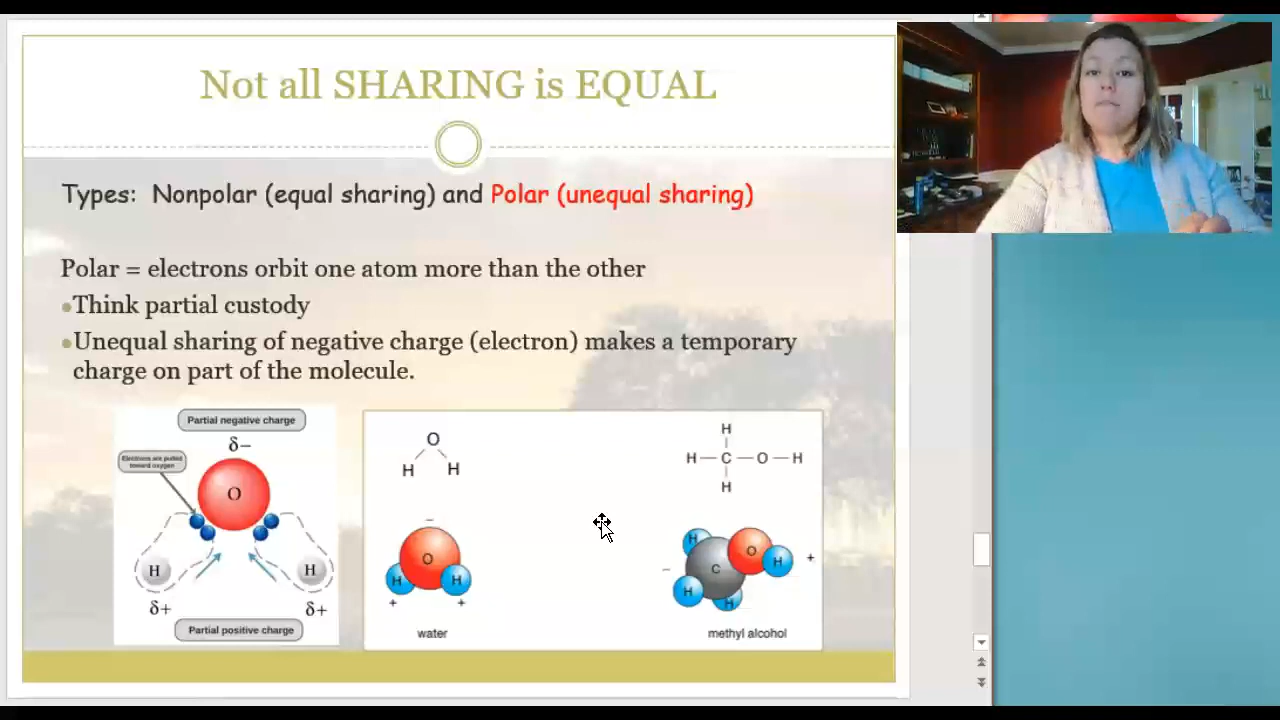 Not all SHARING is EQUAL
Types: Nonpolar (equal sharing) and Polar (unequal sharing)
Polar = electrons orbit one atom more than the other
•Think partial custody
•Unequal sharing of negative charge (electron) makes a temporary
charge on part of the molecule.
Partial negative charge
δ−
Electrons are pulled
toward oxygen
O
H
H
δ+
δ+
Partial positive charge
O
H
H
−
O
H
H
+
+
water
H
H — C — O — H
H
H
O
H
+
−
C
H
H
methyl alcohol